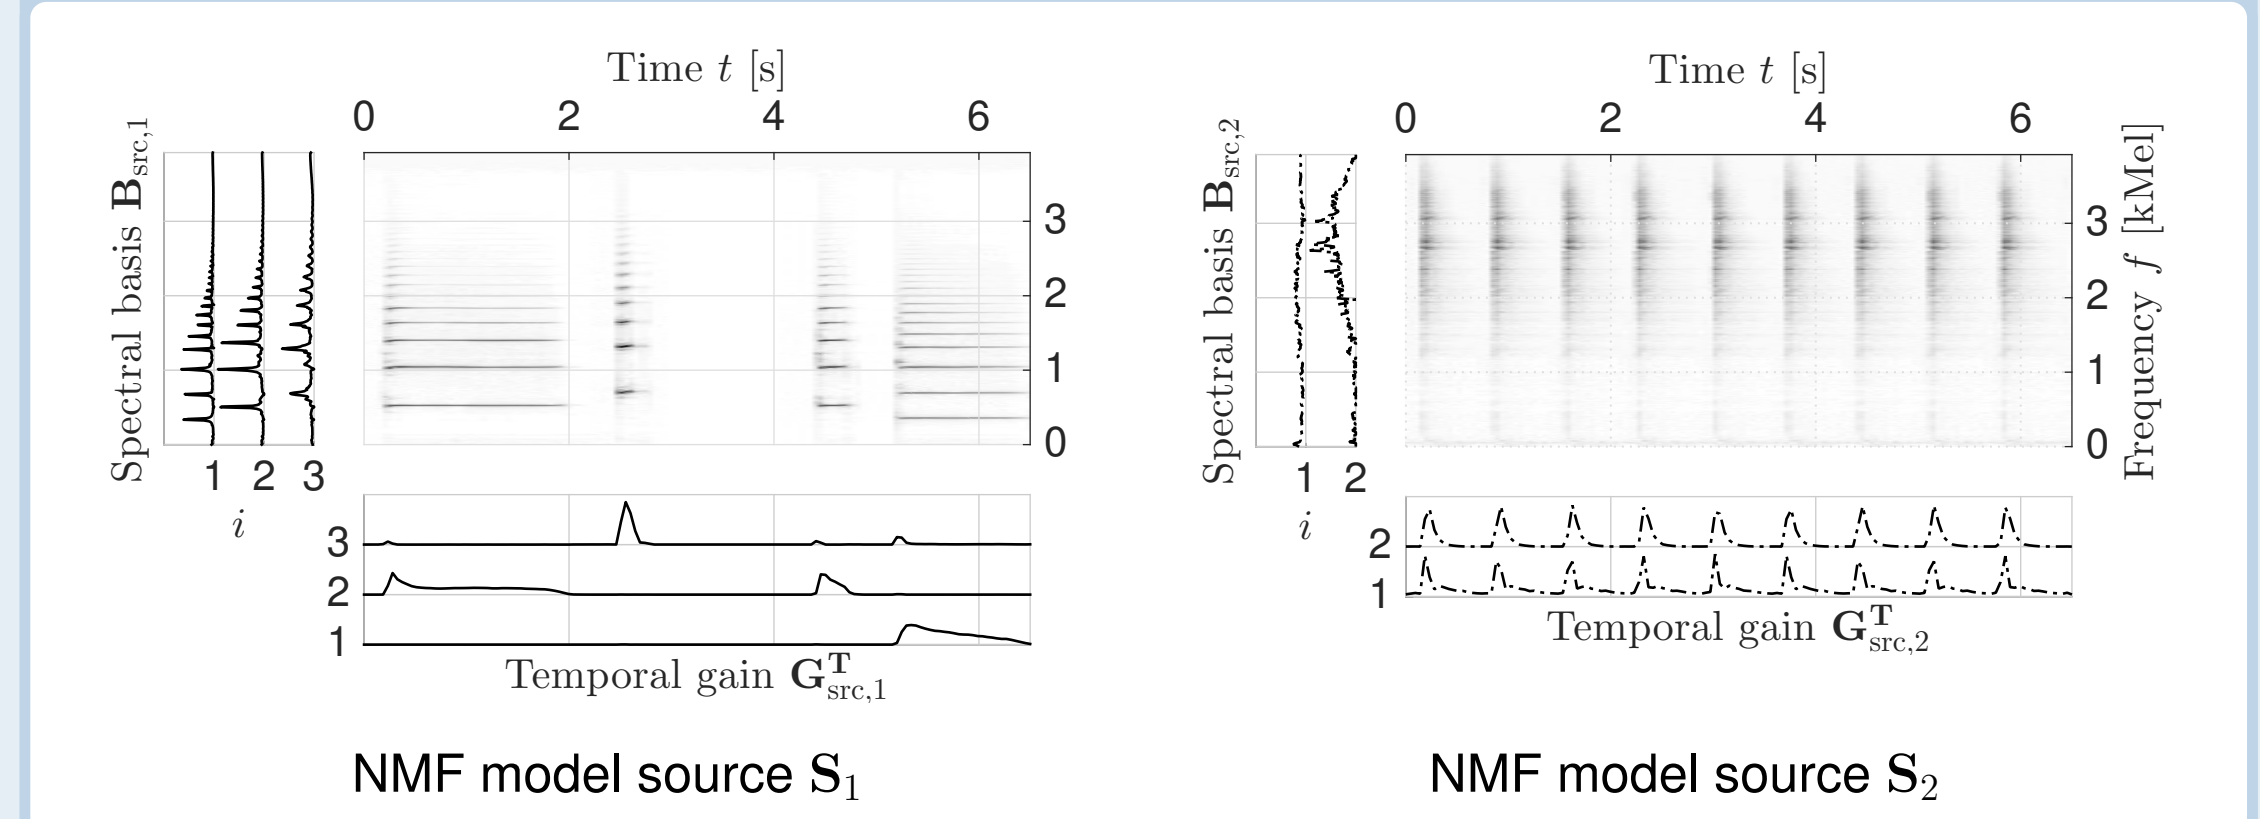 Time t [s]
0 2 4 6
Spectral basis B_src,1
3
2
1
0
1 2 3
i
3
2
1
Temporal gain G^T_src,1
NMF model source S_1
Time t [s]
0 2 4 6
Spectral basis B_src,2
3
2
1
0
Frequency f [kMel]
1 2
i
2
1
Temporal gain G^T_src,2
NMF model source S_2